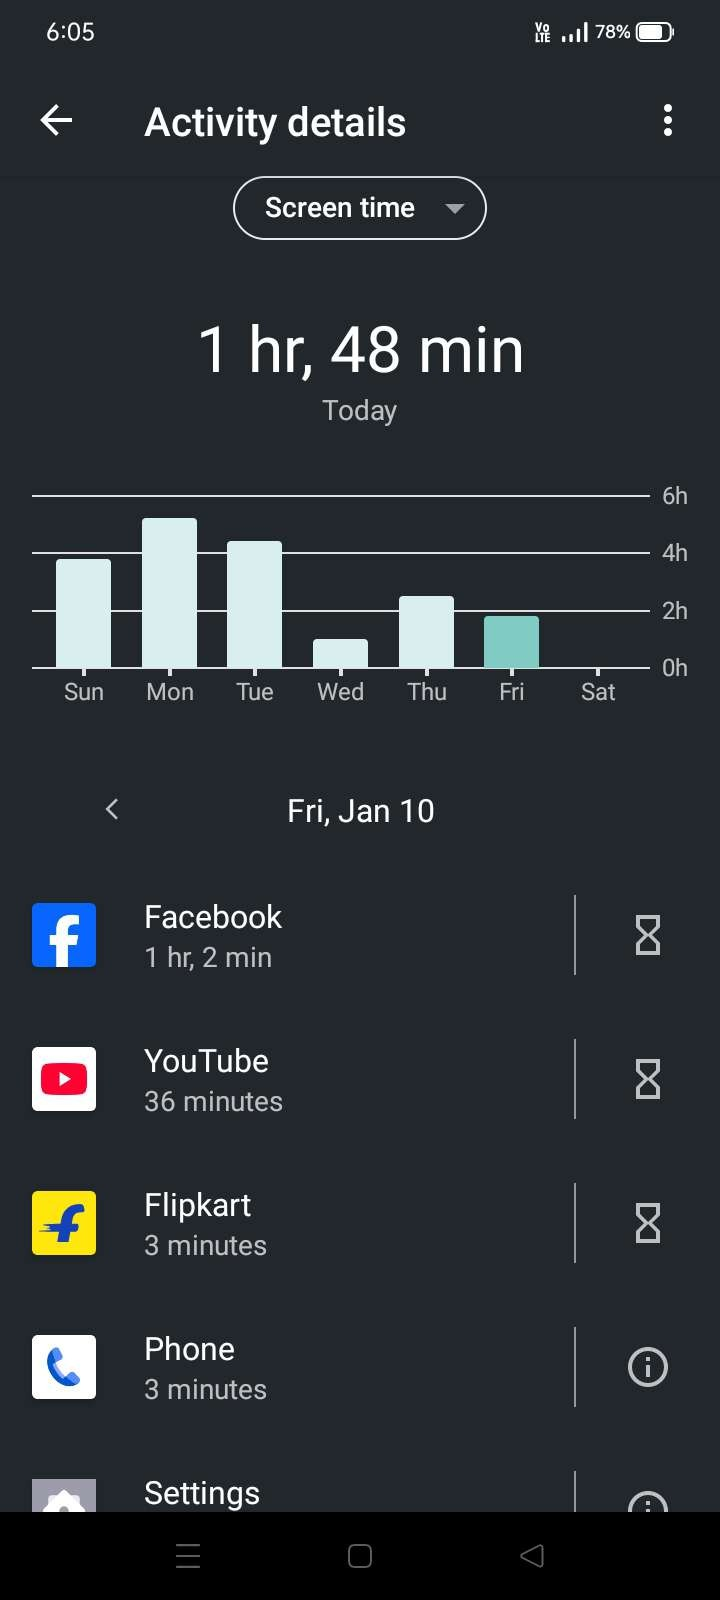 6:05
Vo LTE 78%
Activity details
Screen time
1 hr, 48 min
Today
6h
4h
2h
0h
Sun Mon Tue Wed Thu Fri Sat
Fri, Jan 10
Facebook
1 hr, 2 min
YouTube
36 minutes
Flipkart
3 minutes
Phone
3 minutes
Settings